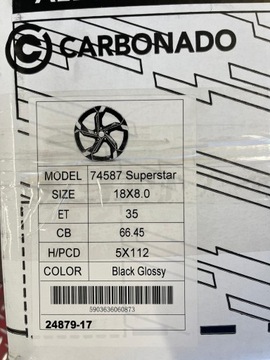 CARBONADO
MODEL 74587 Superstar
SIZE 18X8.0
ET 35
CB 66.45
H/PCD 5X112
COLOR Black Glossy
5903636060873
24879-17